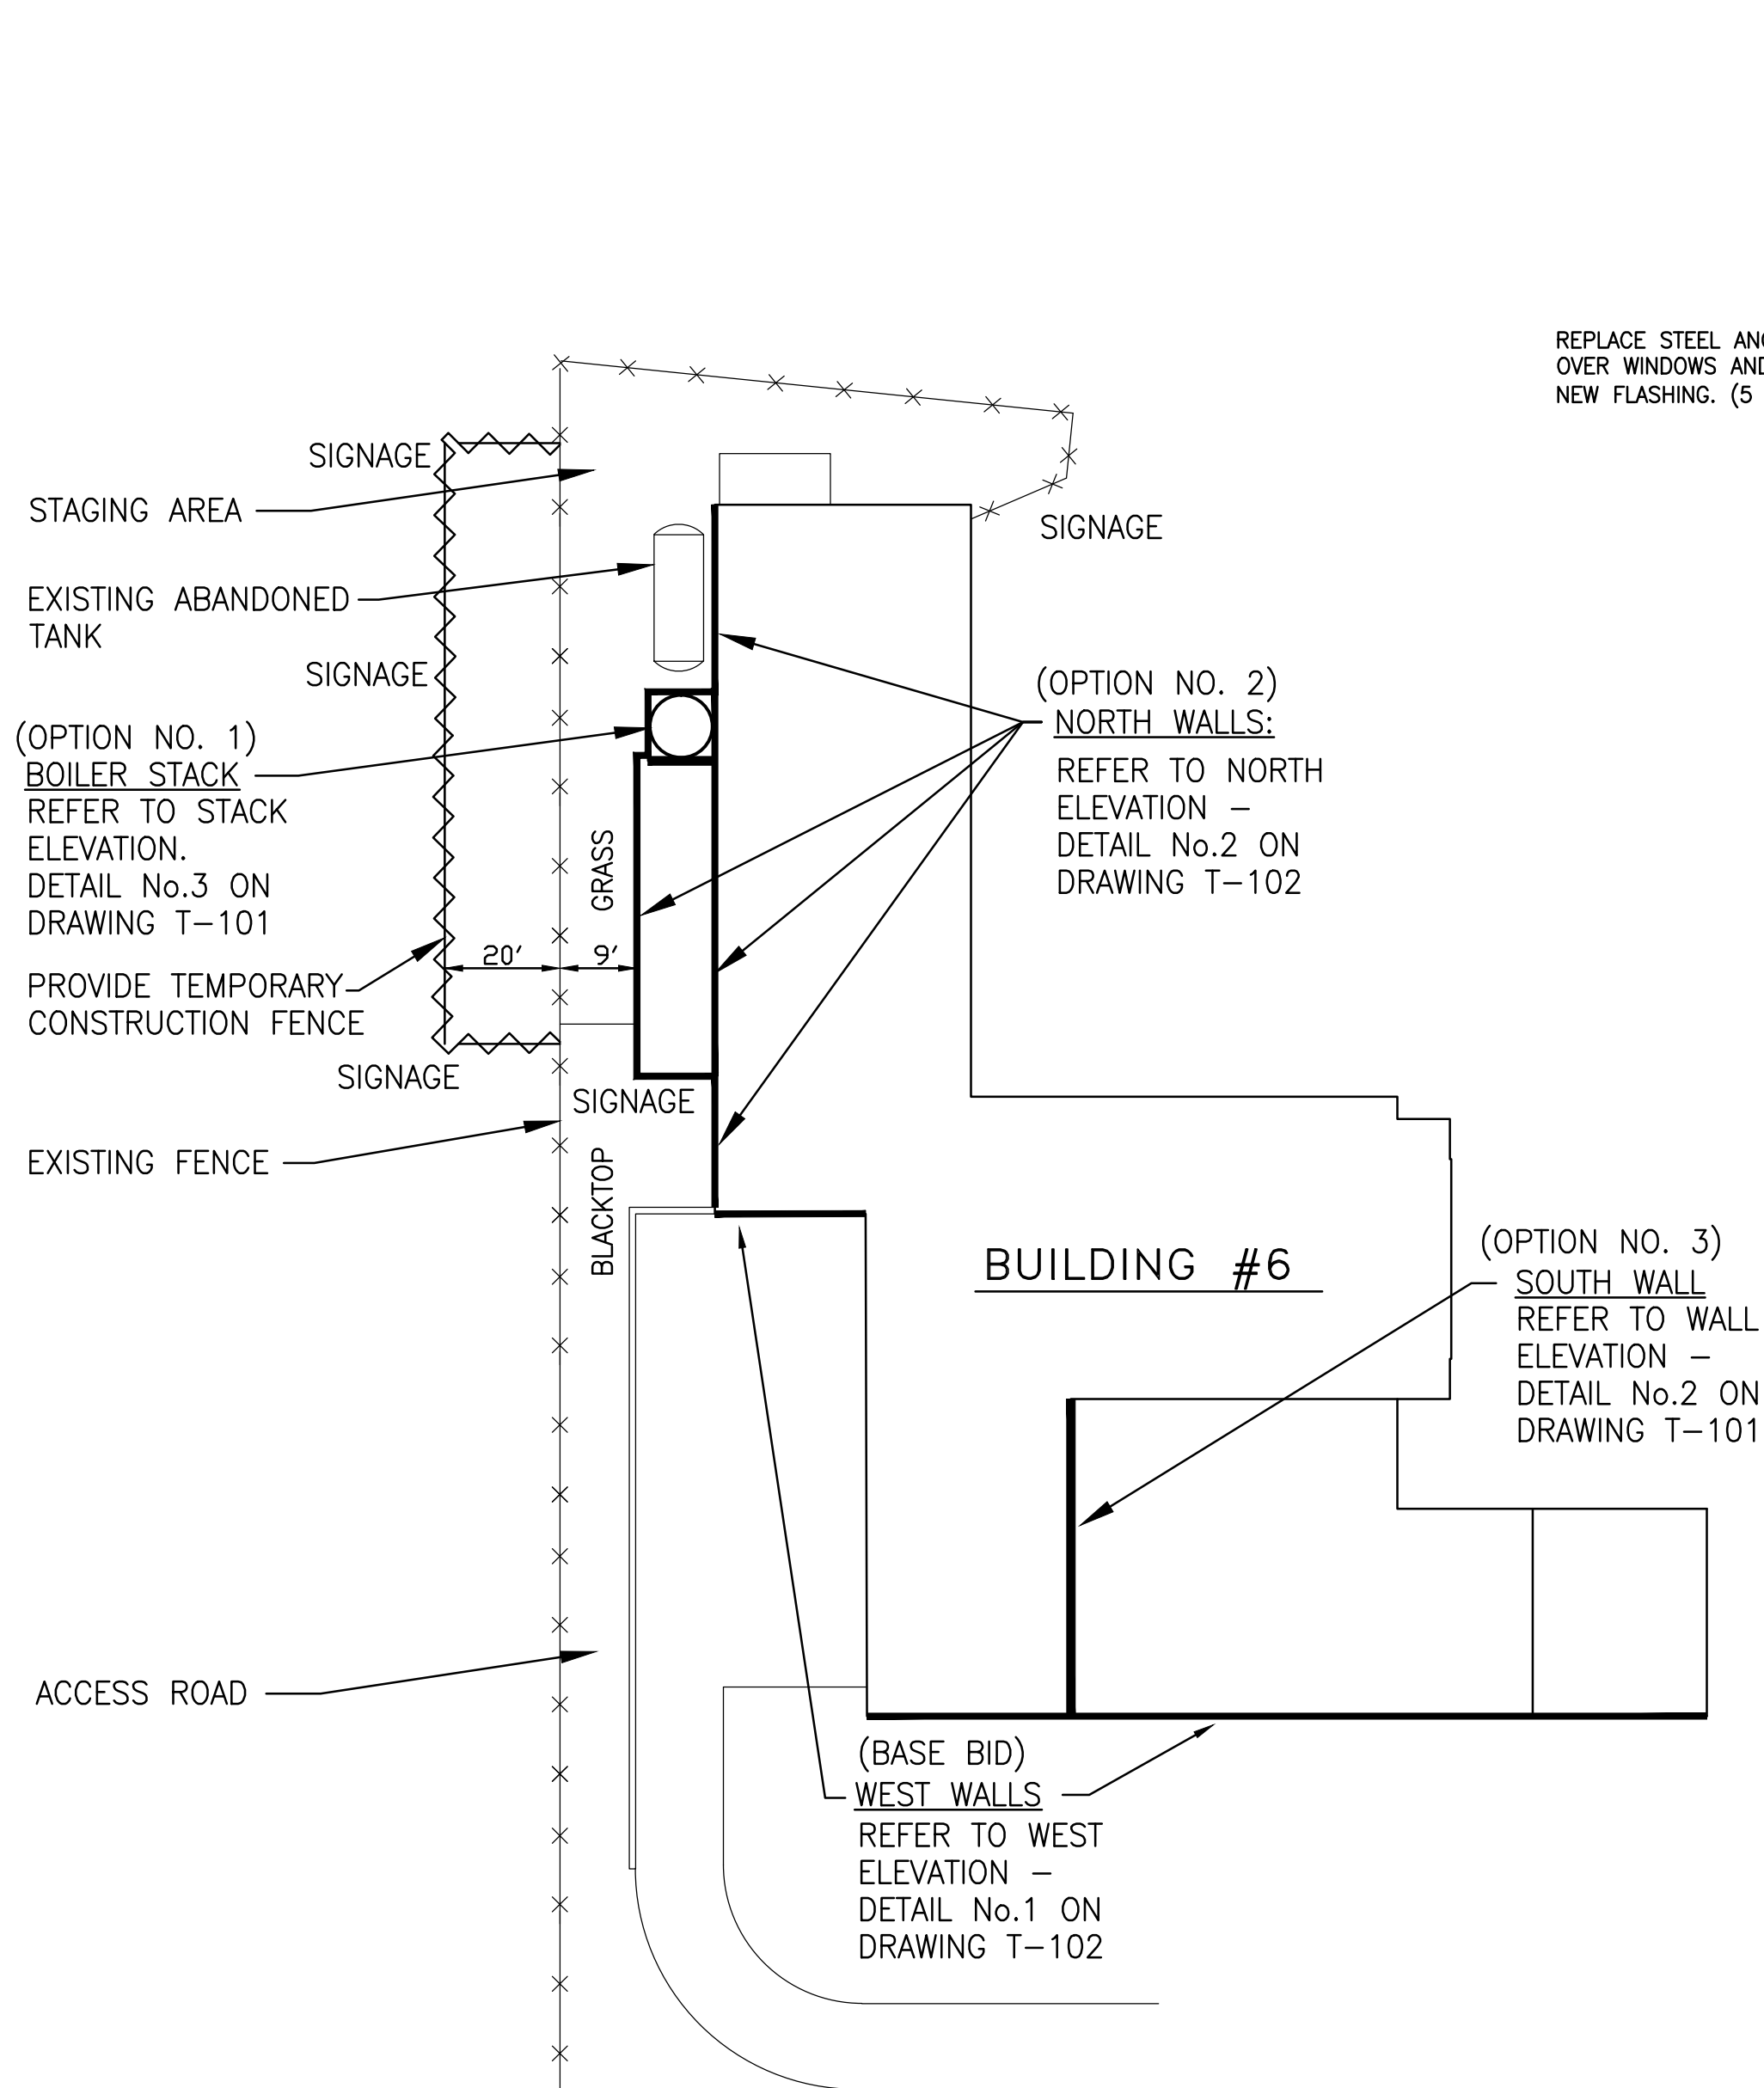 REPLACE STEEL
OVER WINDOWS
NEW FLASHING. (5
SIGNAGE
STAGING AREA
SIGNAGE
EXISTING ABANDONED
TANK
SIGNAGE
(OPTION NO. 1)
BOILER STACK
REFER TO STACK
ELEVATION.
DETAIL No.3 ON
DRAWING T-101
PROVIDE TEMPORARY
CONSTRUCTION FENCE
SIGNAGE
(OPTION NO. 2)
NORTH WALLS:
REFER TO NORTH
ELEVATION -
DETAIL No.2 ON
DRAWING T-102
GRASS
20'
9'
SIGNAGE
EXISTING FENCE
BLACKTOP
BUILDING #6
(OPTION NO. 3)
SOUTH WALL
REFER TO WALL
ELEVATION -
DETAIL No.2 ON
DRAWING T-101
ACCESS ROAD
(BASE BID)
WEST WALLS
REFER TO WEST
ELEVATION -
DETAIL No.1 ON
DRAWING T-102